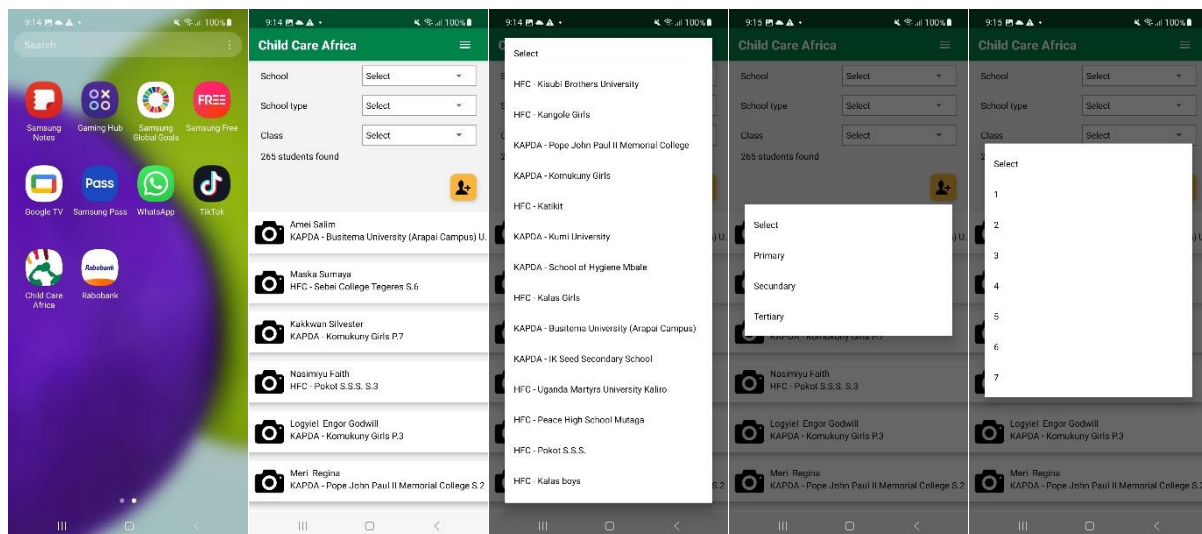 9:14
100%
Search
Samsung Notes
Gaming Hub
Samsung Global Goals
FREE
Samsung Free
Google TV
Pass
Samsung Pass
WhatsApp
TikTok
Child Care Africa
Rabobank
Rabobank
9:14
100%
Child Care Africa
School Select
School type Select
Class Select
265 students found
Amei Salim
KAPDA - Busitema University (Arapai Campus) U.
Maska Sumaya
HFC - Sebei College Tegeres S.6
Kakkwan Silvester
KAPDA - Komukuny Girls P.7
Nasimiyu Faith
HFC - Pokot S.S.S. S.3
Logyiel Engor Godwill
KAPDA - Komukuny Girls P.3
Meri Regina
KAPDA - Pope John Paul II Memorial College S.2
9:14
100%
Select
HFC - Kisubi Brothers University
HFC - Kangole Girls
KAPDA - Pope John Paul II Memorial College
KAPDA - Komukuny Girls
HFC - Katikit
KAPDA - Kumi University
KAPDA - School of Hygiene Mbale
HFC - Kalas Girls
KAPDA - Busitema University (Arapai Campus)
KAPDA - IK Seed Secondary School
HFC - Uganda Martyrs University Kaliro
HFC - Peace High School Mutaga
HFC - Pokot S.S.S.
HFC - Kalas boys
9:15
100%
Child Care Africa
School Select
School type Select
Class Select
265 students found
Select
Primary
Secundary
Tertiary
KAPDA - Komukuny Girls P.7
Nasimiyu Faith
HFC - Pokot S.S.S. S.3
Logyiel Engor Godwill
KAPDA - Komukuny Girls P.3
Meri Regina
KAPDA - Pope John Paul II Memorial College S.2
9:15
100%
Child Care Africa
School Select
School type Select
Class Select
Select
1
2
3
4
5
6
7
Logyiel Engor Godwill
KAPDA - Komukuny Girls P.3
Meri Regina
KAPDA - Pope John Paul II Memorial College S.2